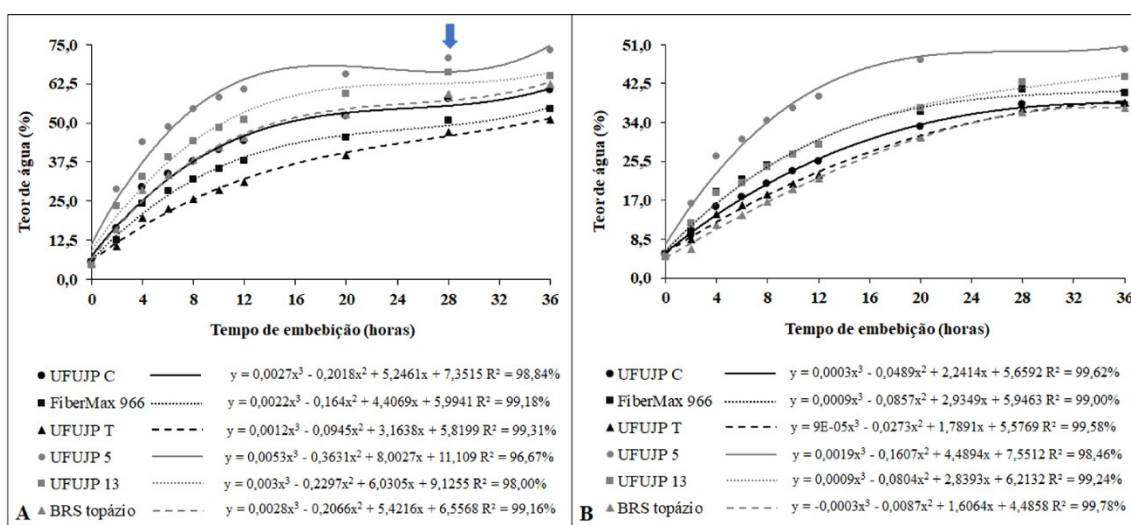 A
75,0
62,5
50,0
37,5
25,0
12,5
0,0
Teor de água (%)
0 4 8 12 16 20 24 28 32 36
Tempo de embebição (horas)
UFUJP C y = 0,0027x³ - 0,2018x² + 5,2461x + 7,3515 R² = 98,84%
FiberMax 966 y = 0,0022x³ - 0,164x² + 4,4069x + 5,9941 R² = 99,18%
UFUJP T y = 0,0012x³ - 0,0945x² + 3,1638x + 5,8199 R² = 99,31%
UFUJP 5 y = 0,0053x³ - 0,3631x² + 8,0027x + 11,109 R² = 96,67%
UFUJP 13 y = 0,003x³ - 0,2297x² + 6,0305x + 9,1255 R² = 98,00%
A BRS topázio y = 0,0028x³ - 0,2066x² + 5,4216x + 6,5568 R² = 99,16%
B
51,0
42,5
34,0
25,5
17,0
8,5
0,0
Teor de água (%)
0 4 8 12 16 20 24 28 32 36
Tempo de embebição (horas)
UFUJP C y = 0,0003x³ - 0,0489x² + 2,2414x + 5,6592 R² = 99,62%
FiberMax 966 y = 0,0009x³ - 0,0857x² + 2,9349x + 5,9463 R² = 99,00%
UFUJP T y = 9E-05x³ - 0,0273x² + 1,7891x + 5,5769 R² = 99,58%
UFUJP 5 y = 0,0019x³ - 0,1607x² + 4,4894x + 7,5512 R² = 98,46%
UFUJP 13 y = 0,0009x³ - 0,0804x² + 2,8393x + 6,2132 R² = 99,24%
B BRS topázio y = -0,0003x³ - 0,0087x² + 1,6064x + 4,4858 R² = 99,78%